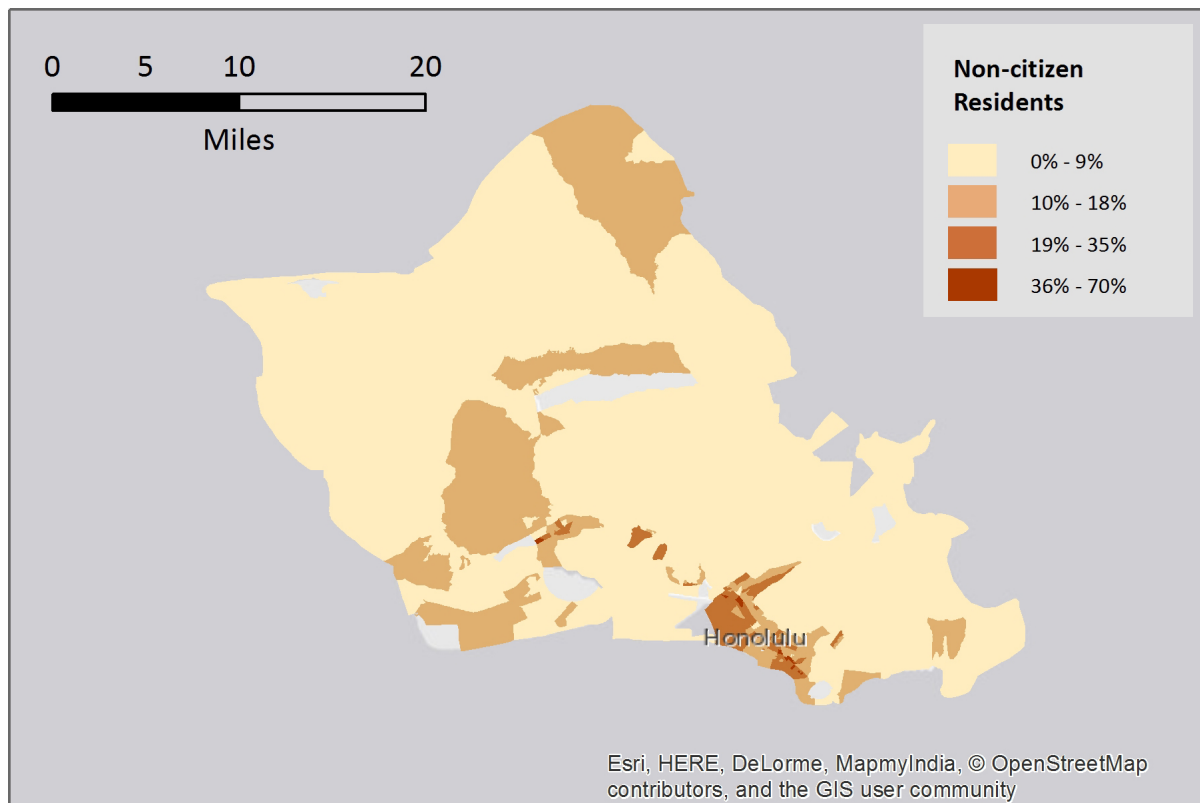 0 5 10 20
Miles
Non-citizen
Residents
0% - 9%
10% - 18%
19% - 35%
36% - 70%
Honolulu
Esri, HERE, DeLorme, MapmyIndia, © OpenStreetMap
contributors, and the GIS user community